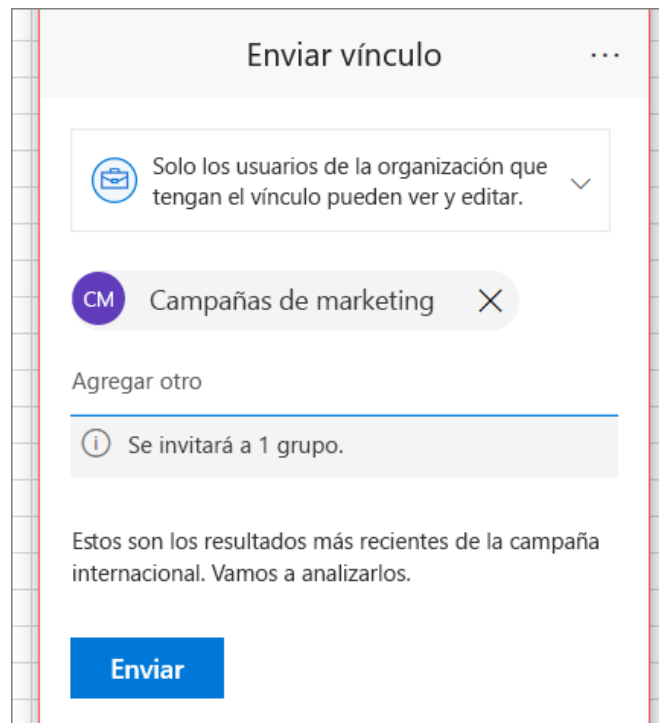 Enviar vínculo
Solo los usuarios de la organización que
tengan el vínculo pueden ver y editar.
CM Campañas de marketing
Agregar otro
Se invitará a 1 grupo.
Estos son los resultados más recientes de la campaña
internacional. Vamos a analizarlos.
Enviar